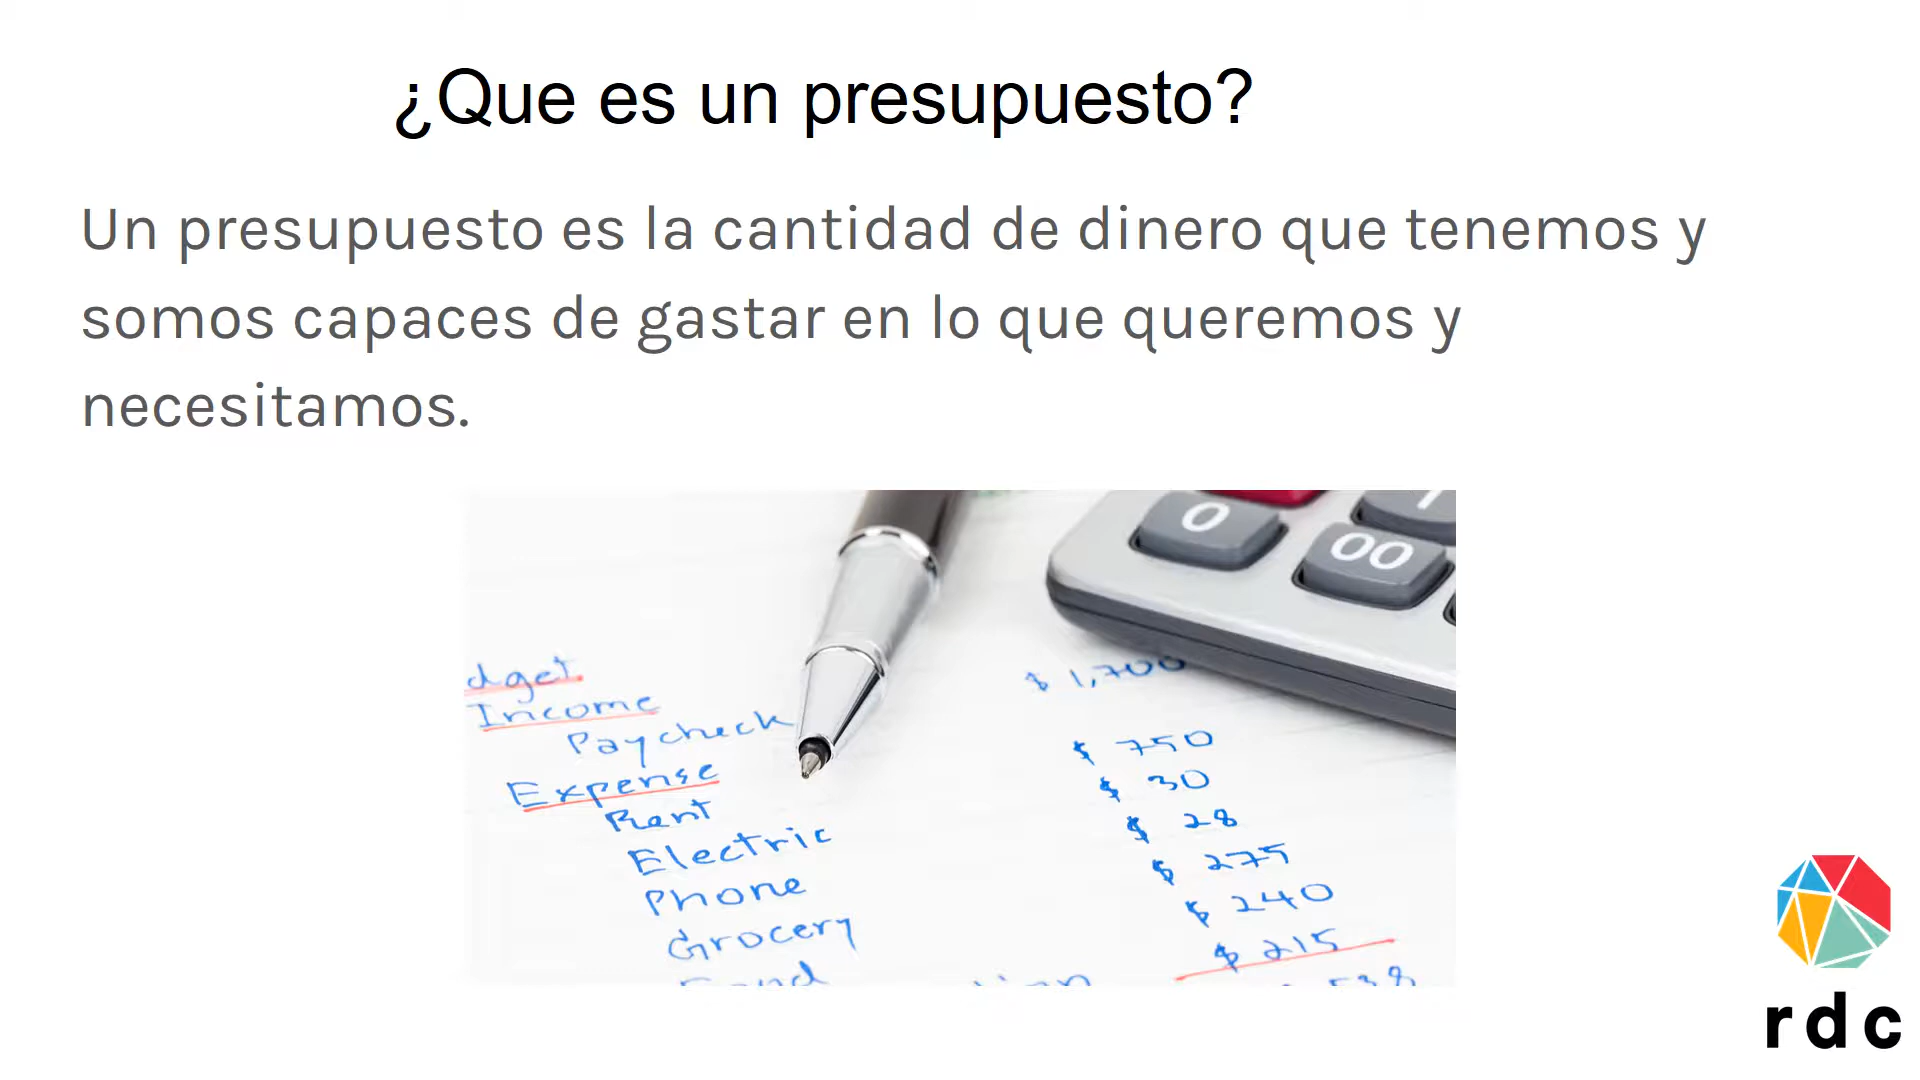 ¿Que es un presupuesto?
Un presupuesto es la cantidad de dinero que tenemos y
somos capaces de gastar en lo que queremos y
necesitamos.
0
00
dget
Income
Paycheck $ 1,700
Expense
Rent $ 750
Electric $ 30
Phone $ 28
Grocery $ 275
$ 240
$ 215
rdc